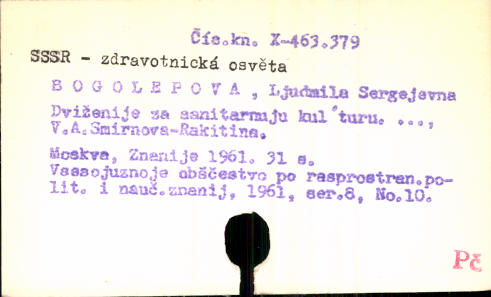 Čís.kn. X-463.379
SSSR - zdravotnická osvěta
B O G O L E P O V A , Ljudmila Sergejevna
Dviženije za sanitarnuju kul'turu. ...,
V.A.Smirnova-Rakitina.
Moskva, Znanije 1961. 31 s.
Vsesojuznoje obščestvo po rasprostran.po-
lit. i nauč.znanij, 1961, ser.8, No.10.
Pč